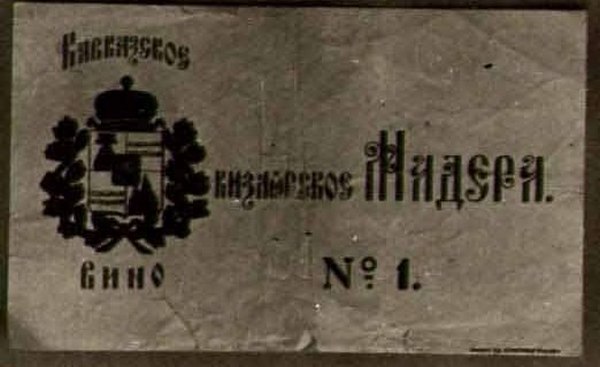 Кавказское
кизлярское Мадера.
вино
№ 1.